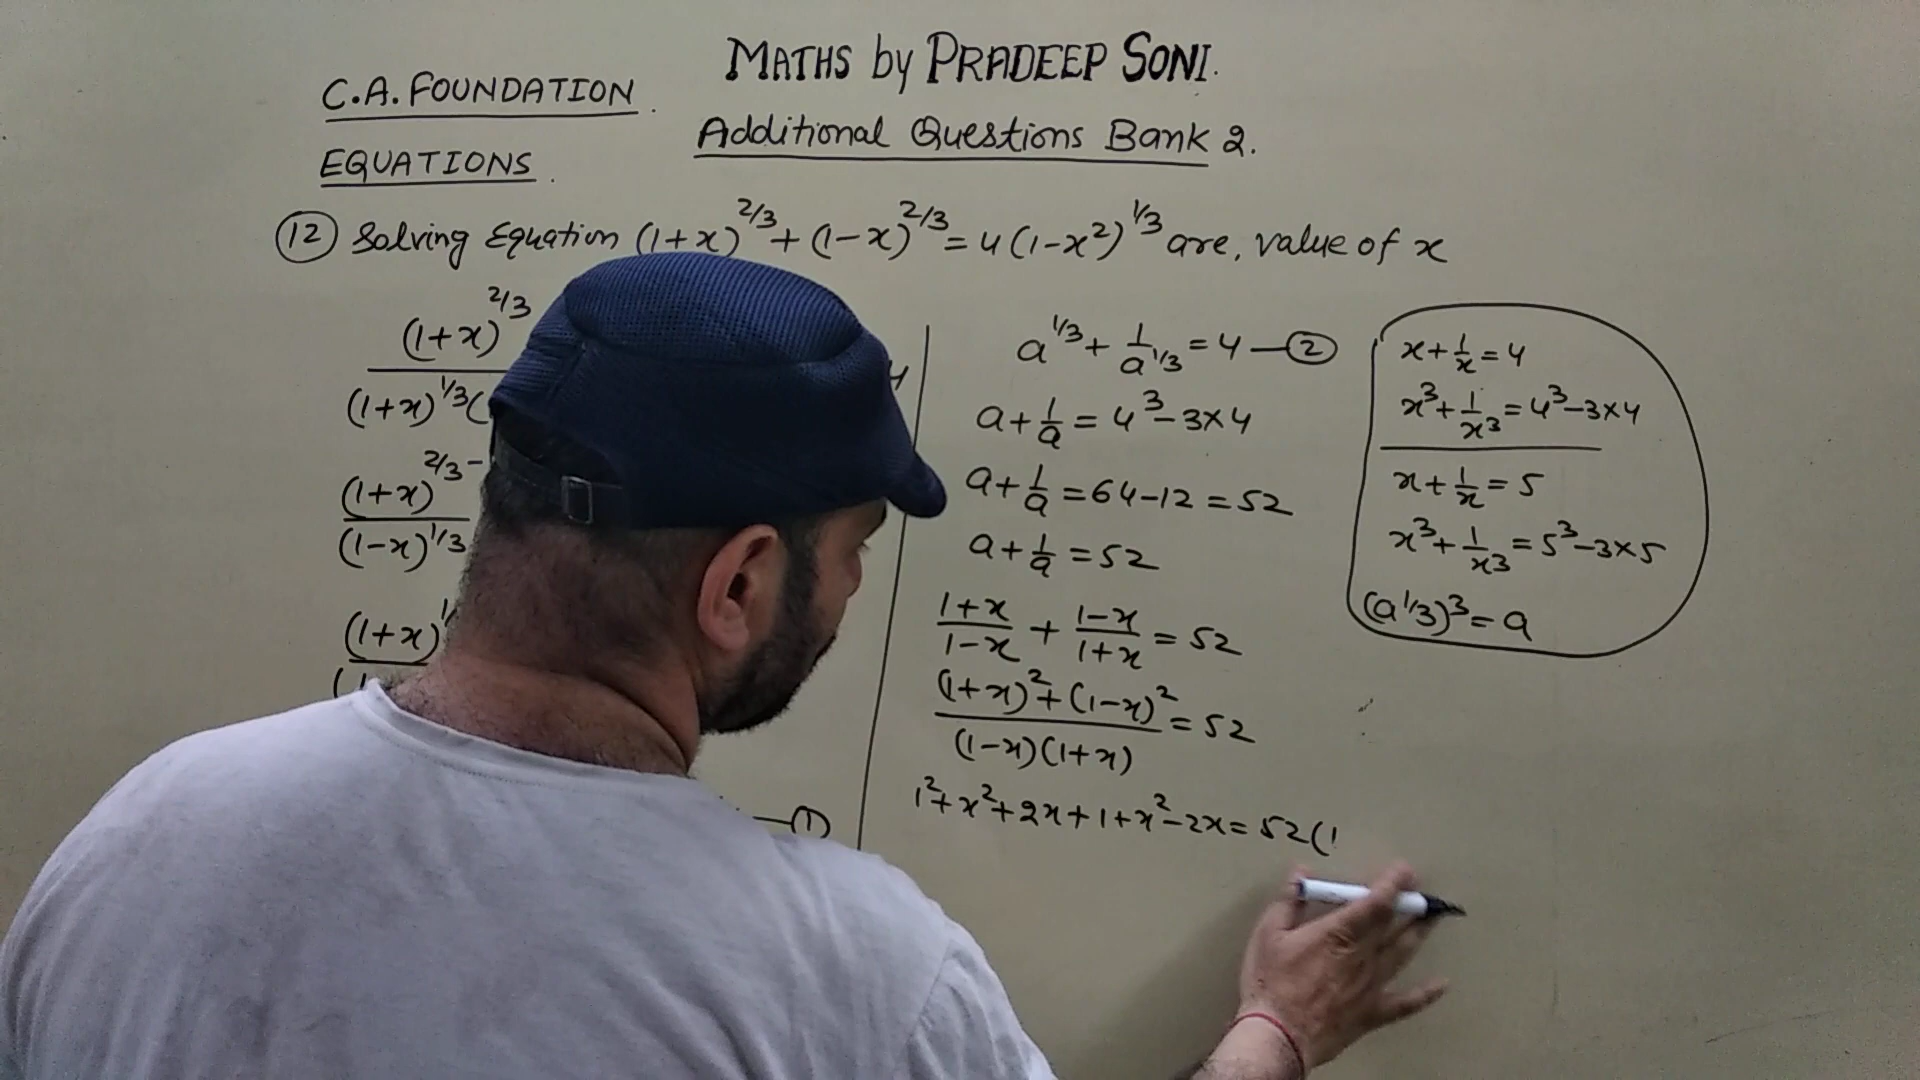 MATHS by PRADEEP SONI.
C.A. FOUNDATION.
Additional Questions Bank 2.
EQUATIONS.
(12) Solving Equation (1+x)^2/3 + (1-x)^2/3 = 4(1-x²)^1/3 are, value of x
(1+x)^2/3
(1+x)^1/3(
4
(1+x)^2/3-
(1-x)^1/3
(1+x)
①
a^1/3 + 1/a^1/3 = 4 — ②
a + 1/a = 4³ - 3×4
a + 1/a = 64 - 12 = 52
a + 1/a = 52
1+x/1-x + 1-x/1+x = 52
(1+x)² + (1-x)² / (1-x)(1+x) = 52
1² + x² + 2x + 1 + x² - 2x = 52(1
x + 1/x = 4
x³ + 1/x³ = 4³ - 3×4
x + 1/x = 5
x³ + 1/x³ = 5³ - 3×5
(a^1/3)³ = a